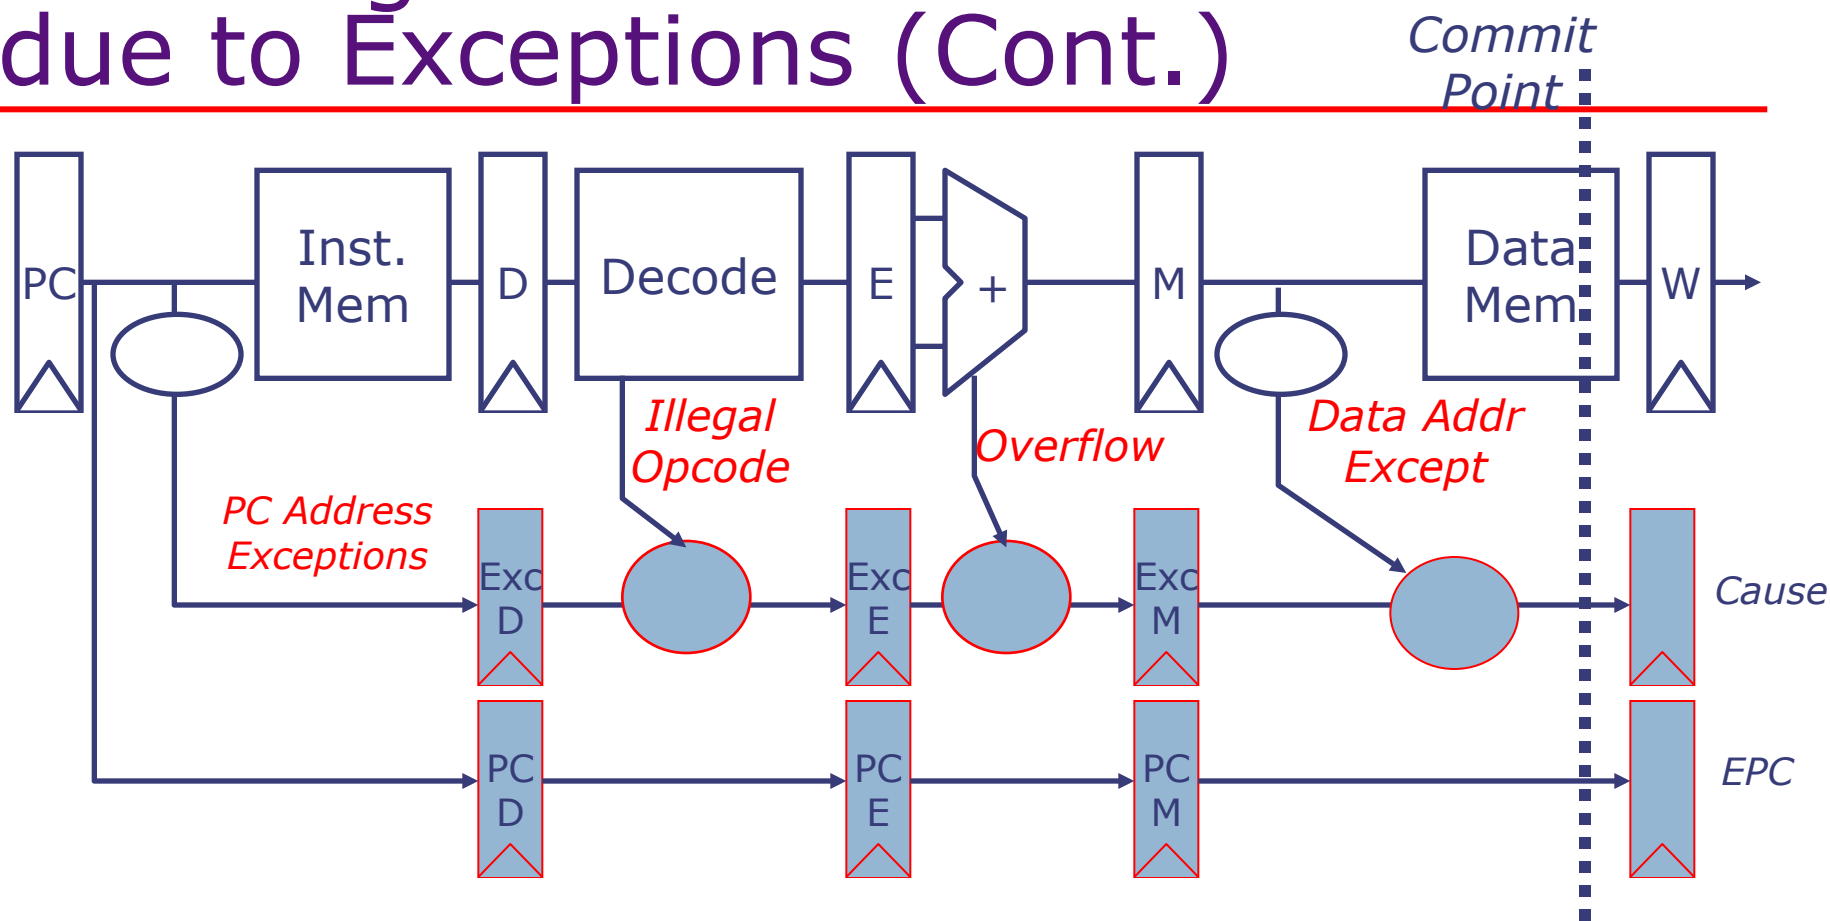 due to Exceptions (Cont.)
Commit
Point
PC
Inst.
Mem
D
Decode
E
+
M
Data
Mem
W
Illegal
Opcode
Overflow
Data Addr
Except
PC Address
Exceptions
Exc
D
Exc
E
Exc
M
Cause
PC
D
PC
E
PC
M
EPC